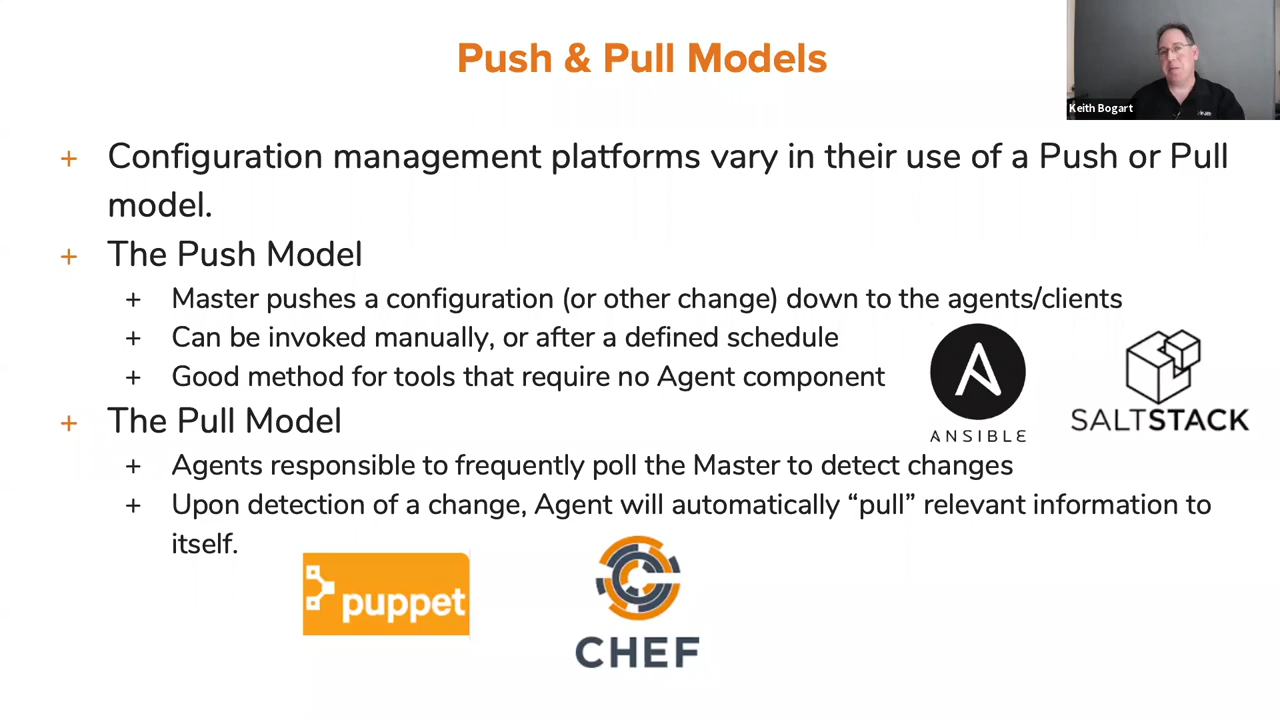 Push & Pull Models
Keith Bogart
+ Configuration management platforms vary in their use of a Push or Pull
model.
+ The Push Model
+ Master pushes a configuration (or other change) down to the agents/clients
+ Can be invoked manually, or after a defined schedule
+ Good method for tools that require no Agent component
ANSIBLE
SALTSTACK
+ The Pull Model
+ Agents responsible to frequently poll the Master to detect changes
+ Upon detection of a change, Agent will automatically “pull” relevant information to
itself.
puppet
CHEF